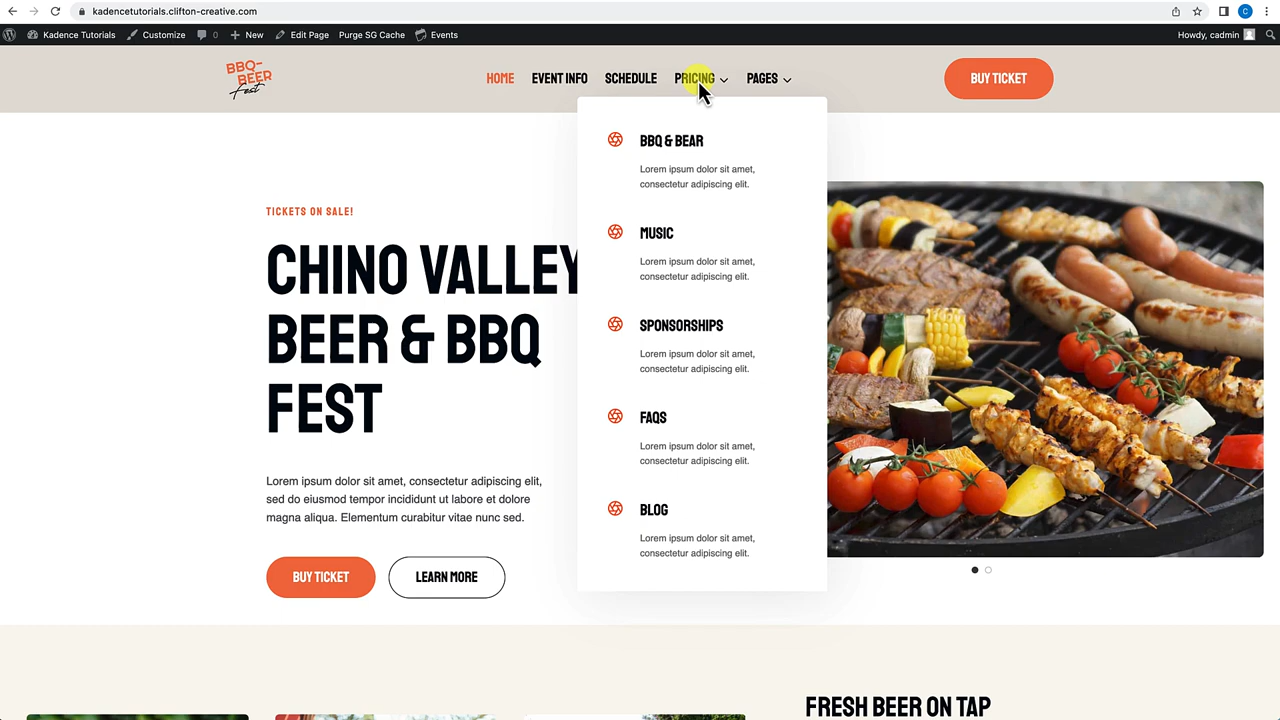 kadencetutorials.clifton-creative.com
C
Kadence Tutorials Customize 0 New Edit Page Purge SG Cache Events Howdy, cadmin
BBQ-
BEER
Fest
HOME EVENT INFO SCHEDULE PRICING PAGES BUY TICKET
BBQ & BEAR
Lorem ipsum dolor sit amet,
consectetur adipiscing elit.
MUSIC
Lorem ipsum dolor sit amet,
consectetur adipiscing elit.
SPONSORSHIPS
Lorem ipsum dolor sit amet,
consectetur adipiscing elit.
FAQS
Lorem ipsum dolor sit amet,
consectetur adipiscing elit.
BLOG
Lorem ipsum dolor sit amet,
consectetur adipiscing elit.
TICKETS ON SALE!
CHINO VALLEY
BEER & BBQ
FEST
Lorem ipsum dolor sit amet, consectetur adipiscing elit,
sed do eiusmod tempor incididunt ut labore et dolore
magna aliqua. Elementum curabitur vitae nunc sed.
BUY TICKET LEARN MORE
FRESH BEER ON TAP